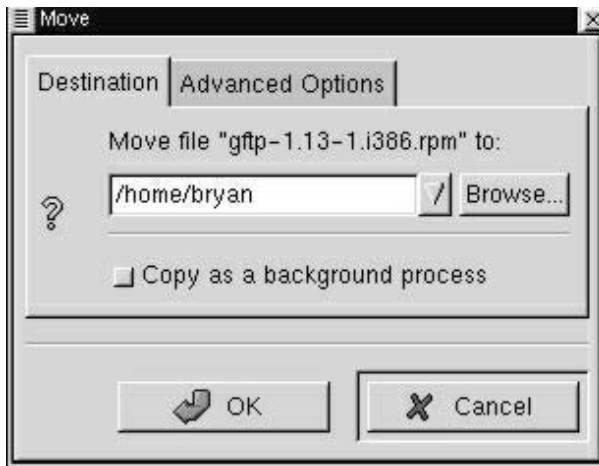 Move
Destination
Advanced Options
Move file "gftp-1.13-1.i386.rpm" to:
/home/bryan
Browse...
Copy as a background process
OK
Cancel